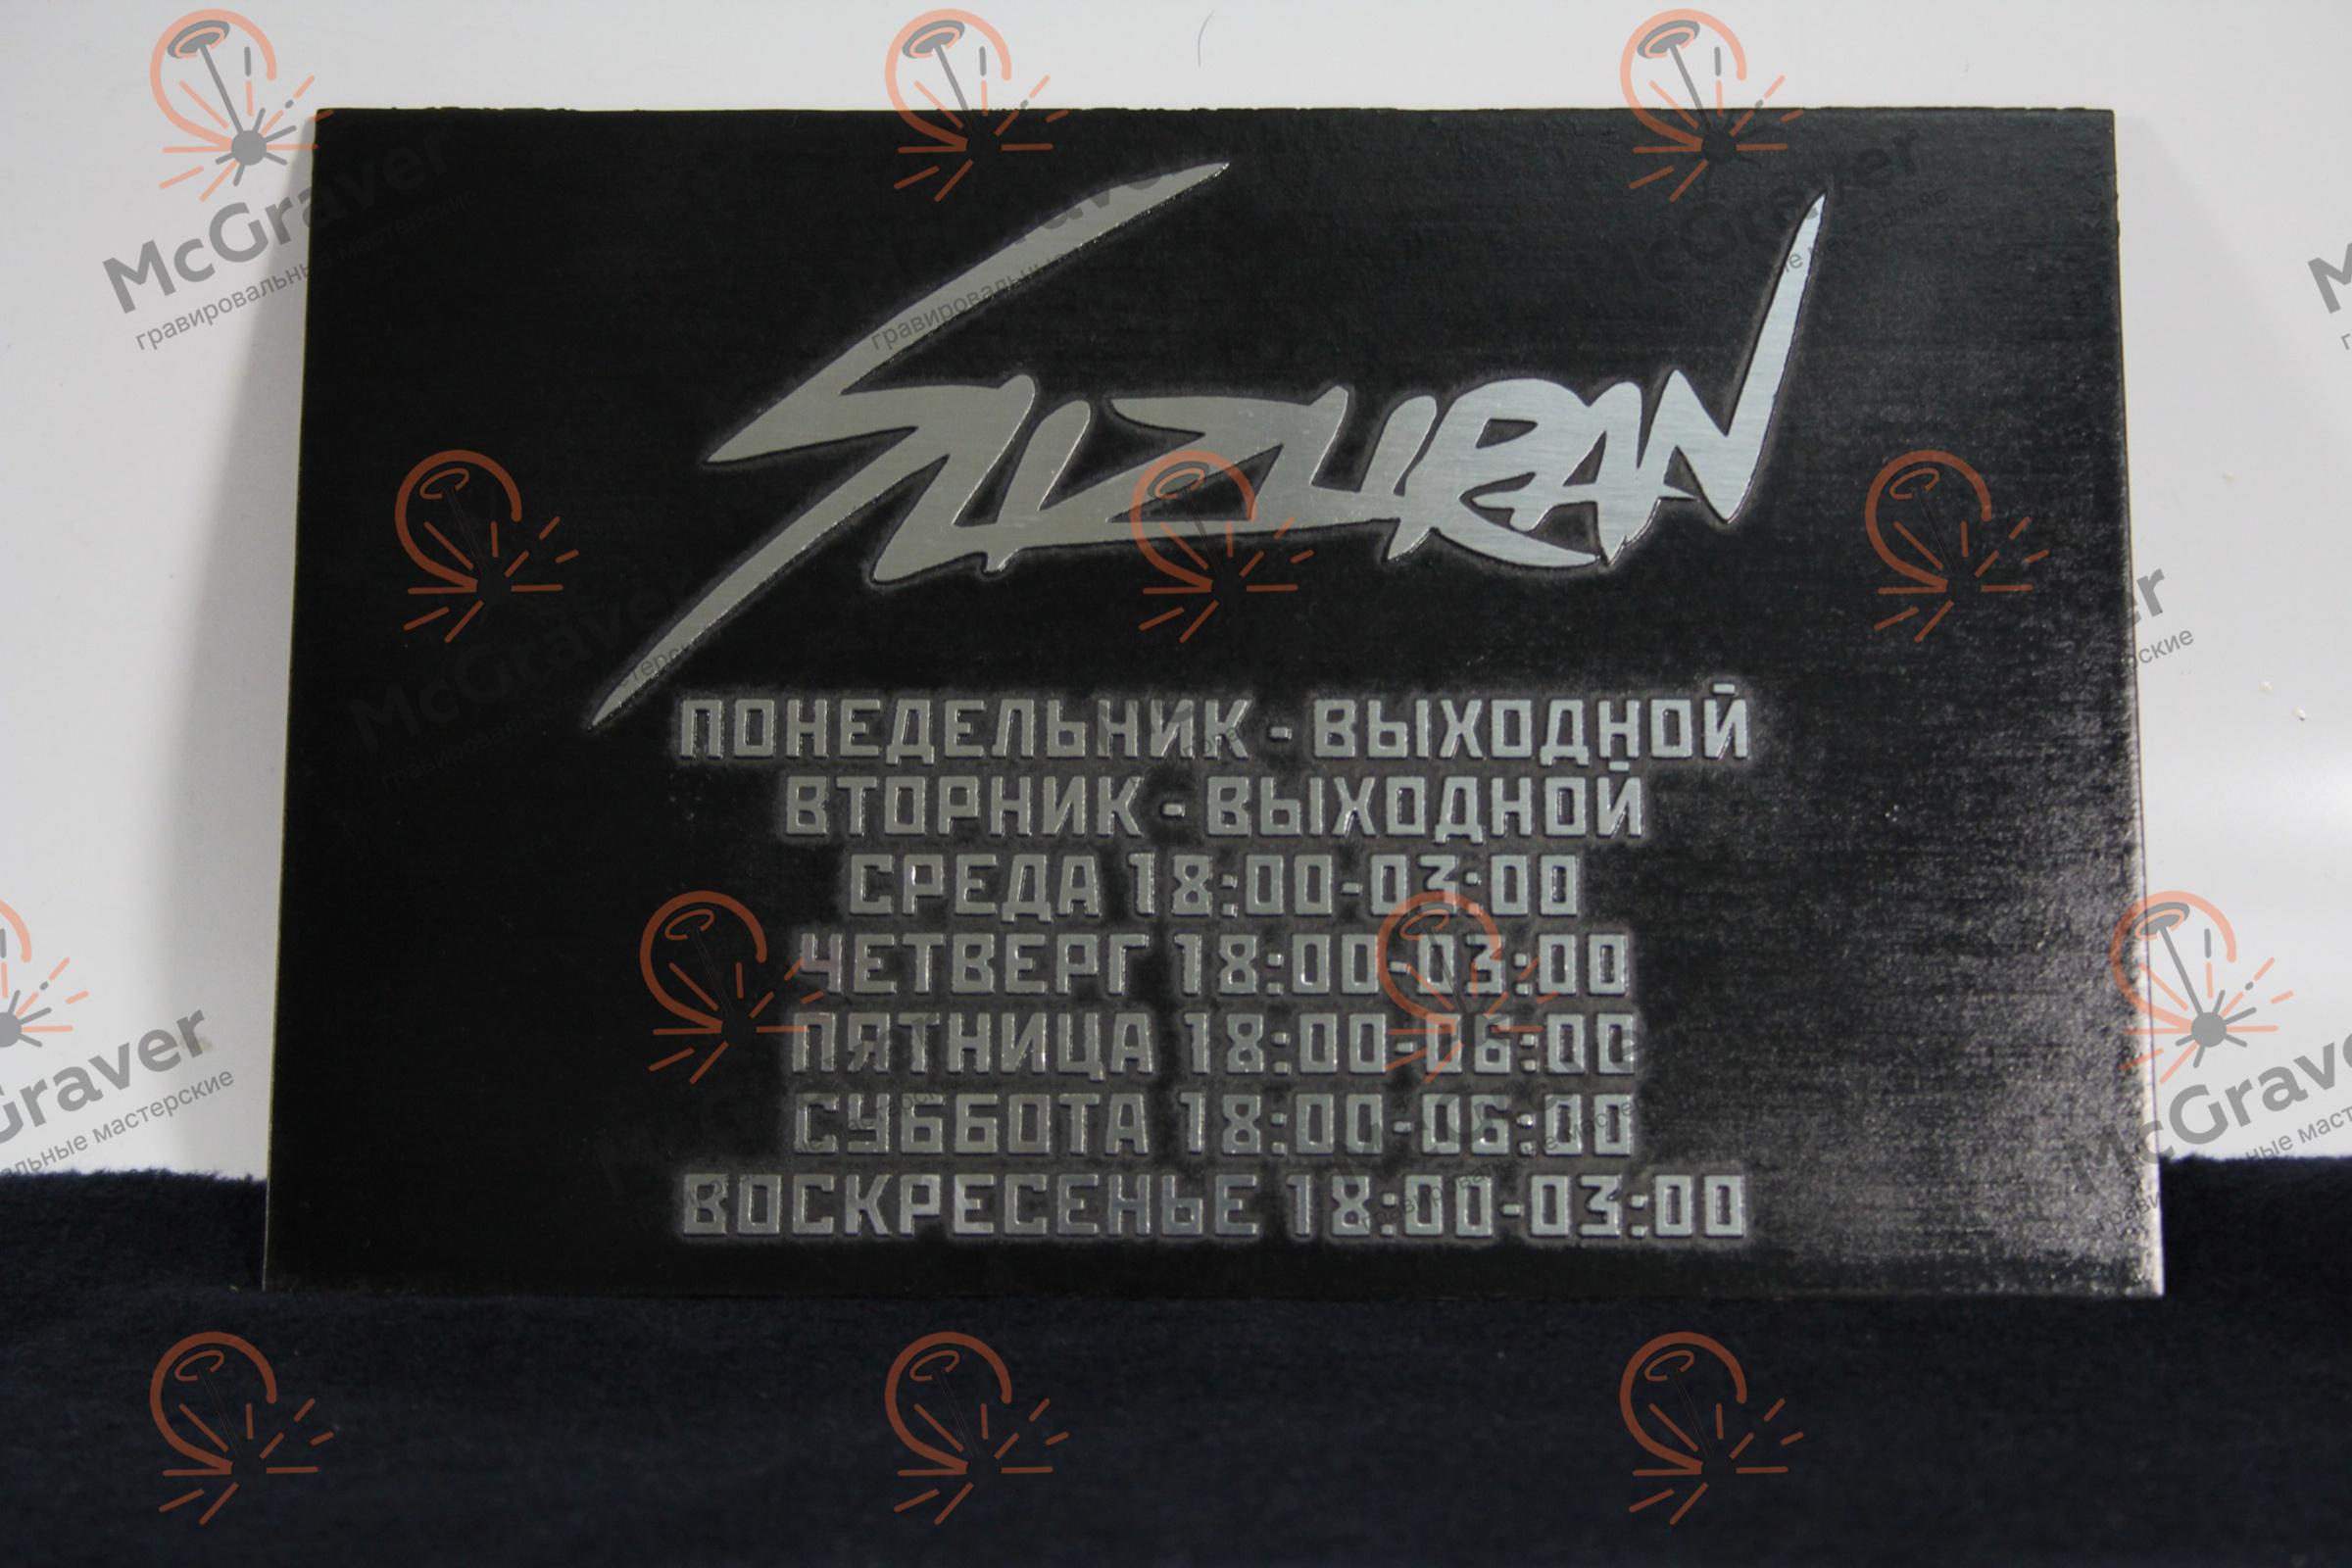 SUZURAN
ПОНЕДЕЛЬНИК - ВЫХОДНОЙ
ВТОРНИК - ВЫХОДНОЙ
СРЕДА 18:00-03:00
ЧЕТВЕРГ 18:00-03:00
ПЯТНИЦА 18:00-06:00
СУББОТА 18:00-06:00
ВОСКРЕСЕНЬЕ 18:00-03:00
McGraver
гравировальные мастерские